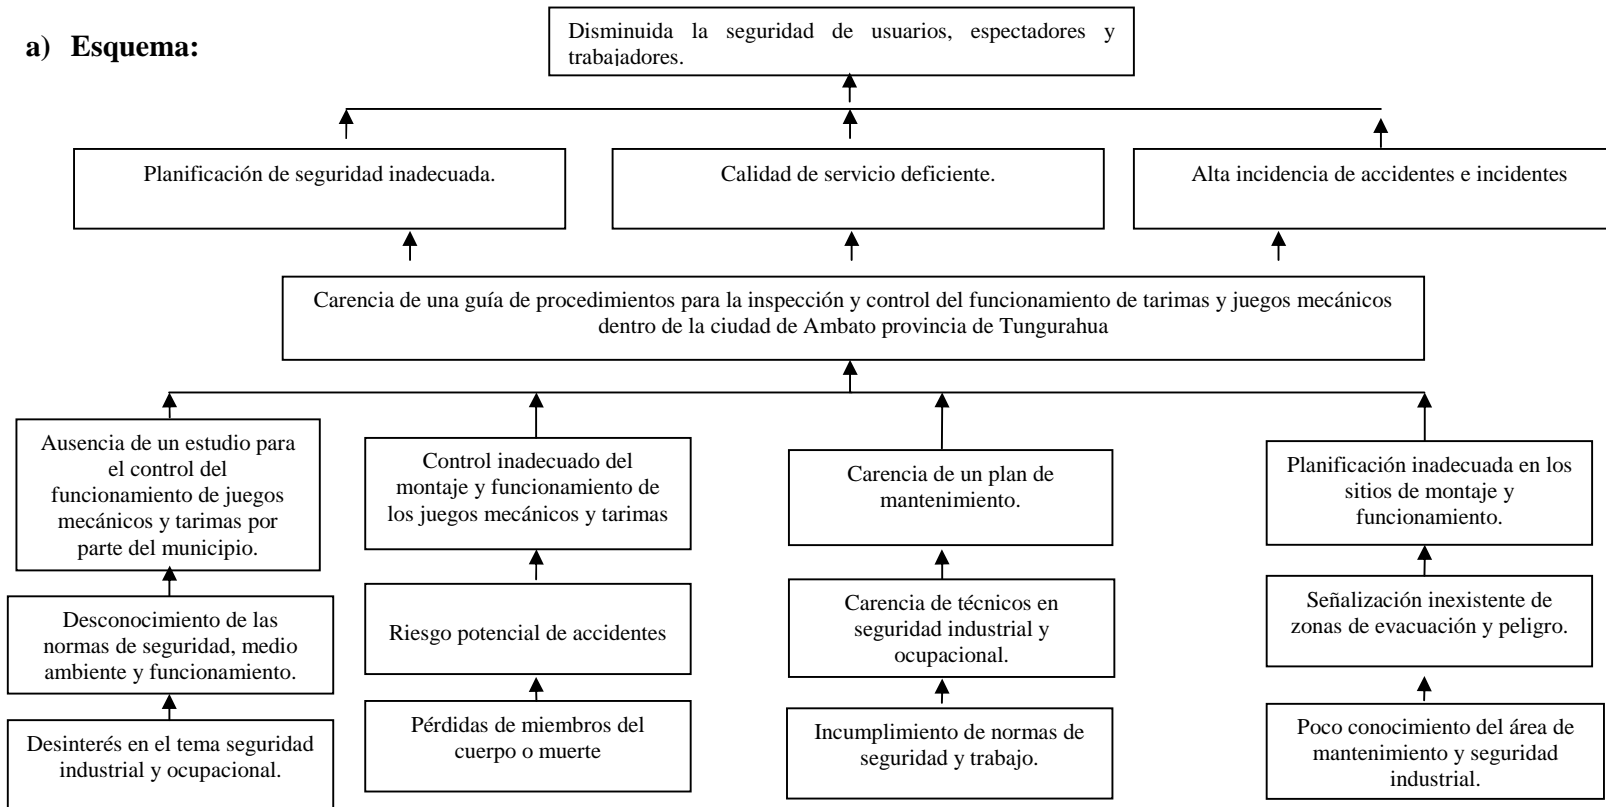 a) Esquema:
Disminuida la seguridad de usuarios, espectadores y
trabajadores.
Planificación de seguridad inadecuada.
Calidad de servicio deficiente.
Alta incidencia de accidentes e incidentes
Carencia de una guía de procedimientos para la inspección y control del funcionamiento de tarimas y juegos mecánicos
dentro de la ciudad de Ambato provincia de Tungurahua
Ausencia de un estudio para
el control del
funcionamiento de juegos
mecánicos y tarimas por
parte del municipio.
Control inadecuado del
montaje y funcionamiento de
los juegos mecánicos y tarimas
Carencia de un plan de
mantenimiento.
Planificación inadecuada en los
sitios de montaje y
funcionamiento.
Desconocimiento de las
normas de seguridad, medio
ambiente y funcionamiento.
Riesgo potencial de accidentes
Carencia de técnicos en
seguridad industrial y
ocupacional.
Señalización inexistente de
zonas de evacuación y peligro.
Desinterés en el tema seguridad
industrial y ocupacional.
Pérdidas de miembros del
cuerpo o muerte
Incumplimiento de normas de
seguridad y trabajo.
Poco conocimiento del área de
mantenimiento y seguridad
industrial.